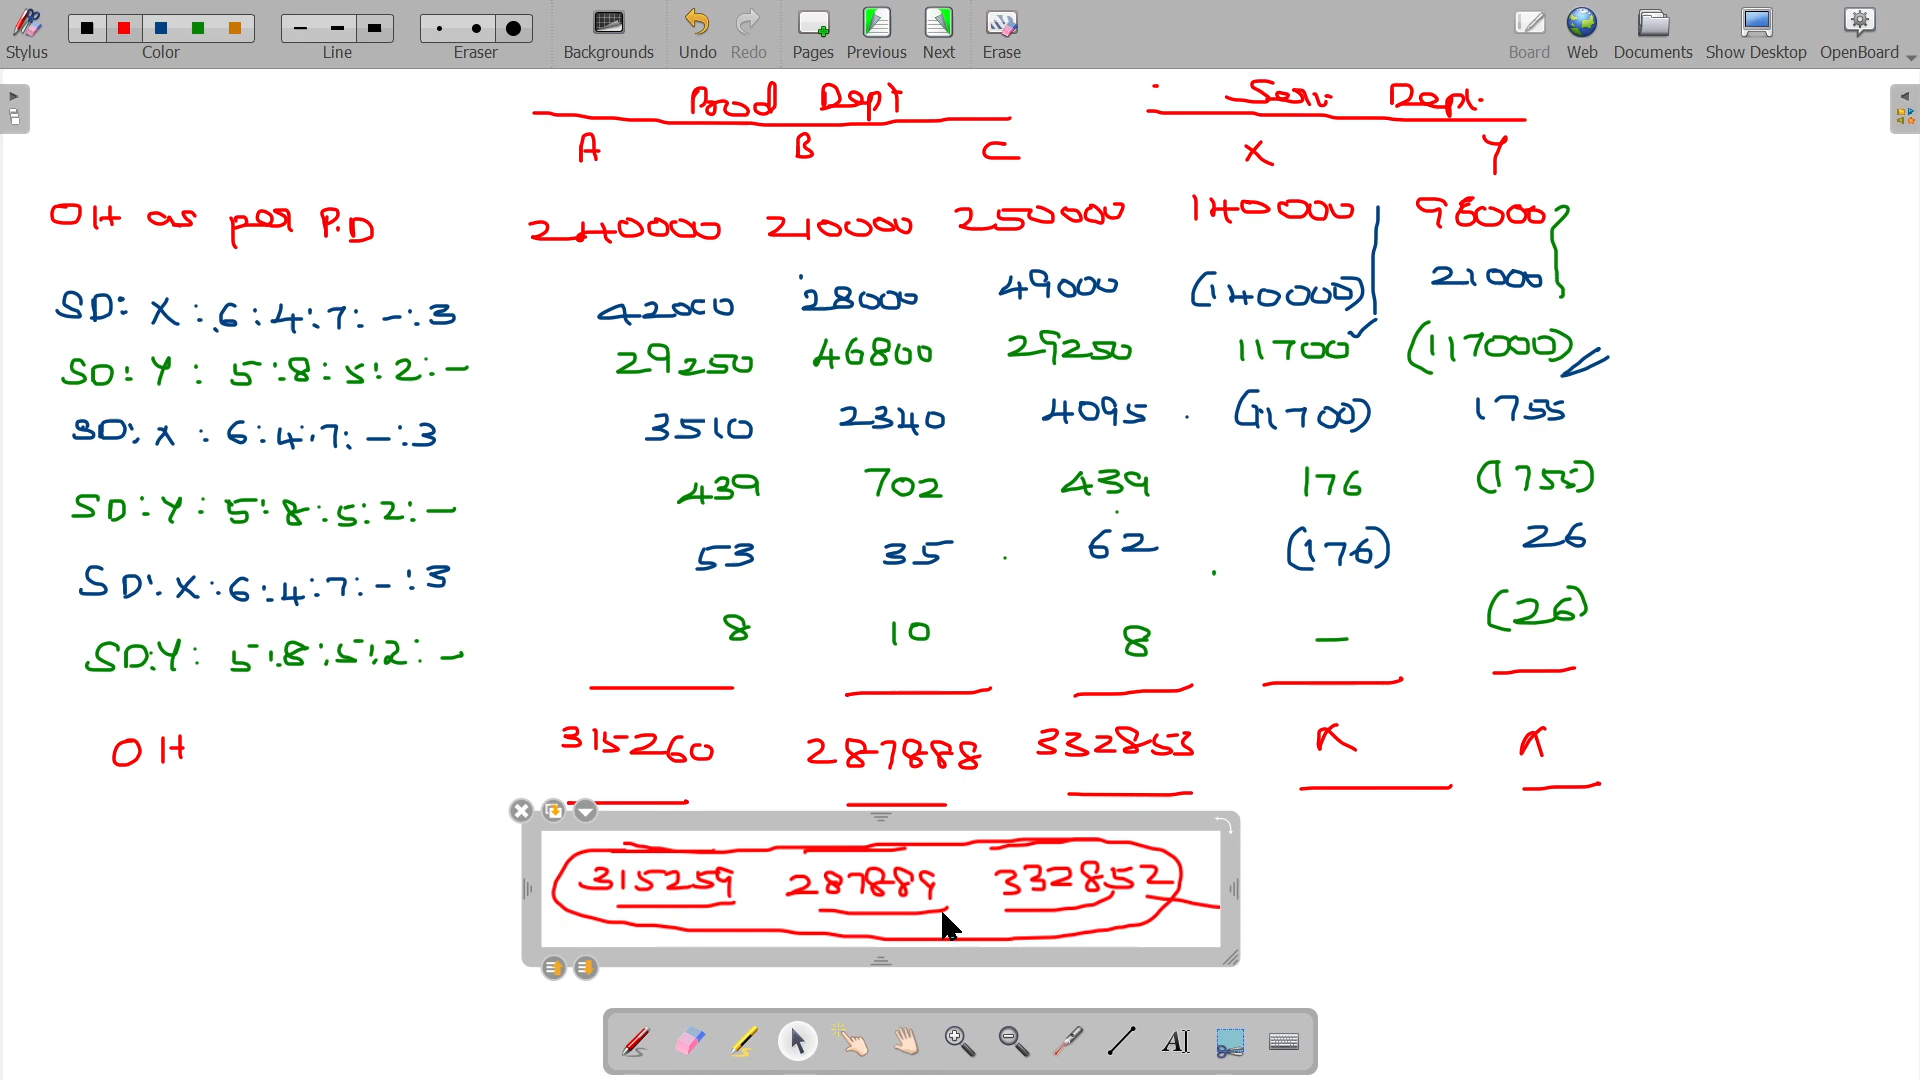 Stylus Color Line Eraser Backgrounds Undo Redo Pages Previous Next Erase Board Web Documents Show Desktop OpenBoard
Prod Dept Serv. Dept.
A B C X Y
OH as per P.D 240000 210000 250000 140000 96000
SD: X : 6 : 4 : 7 : - : 3 42000 28000 49000 (140000) 21000
SD: Y : 5 : 8 : 5 : 2 : - 29250 46800 29250 11700 (117000)
SD: X : 6 : 4 : 7 : - : 3 3510 2340 4095 (11700) 1755
SD : Y : 5 : 8 : 5 : 2 : - 439 702 439 176 (1755)
SD : X : 6 : 4 : 7 : - : 3 53 35 62 (176) 26
SD : Y : 5 : 8 : 5 : 2 : - 8 10 8 - (26)
OH 315260 287888 332853 x x
315259 287889 332852
AI